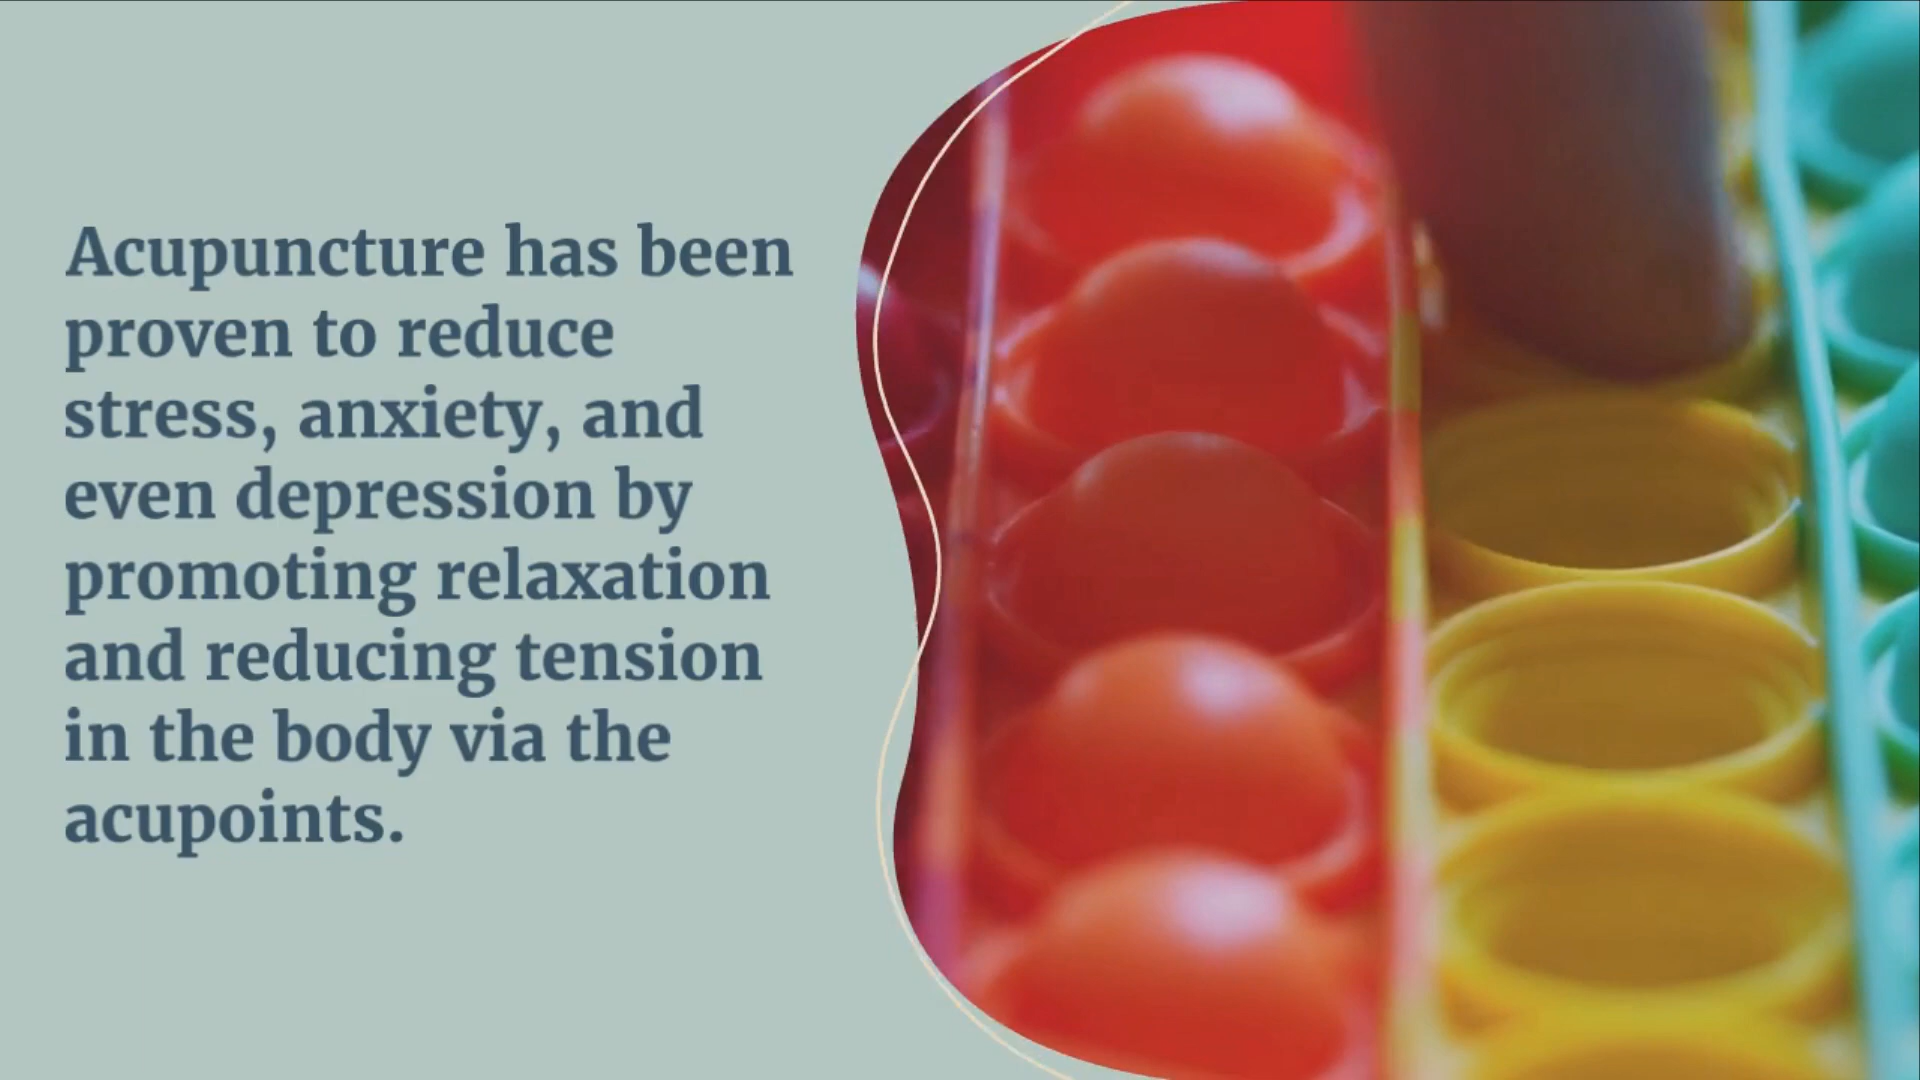 Acupuncture has been
proven to reduce
stress, anxiety, and
even depression by
promoting relaxation
and reducing tension
in the body via the
acupoints.